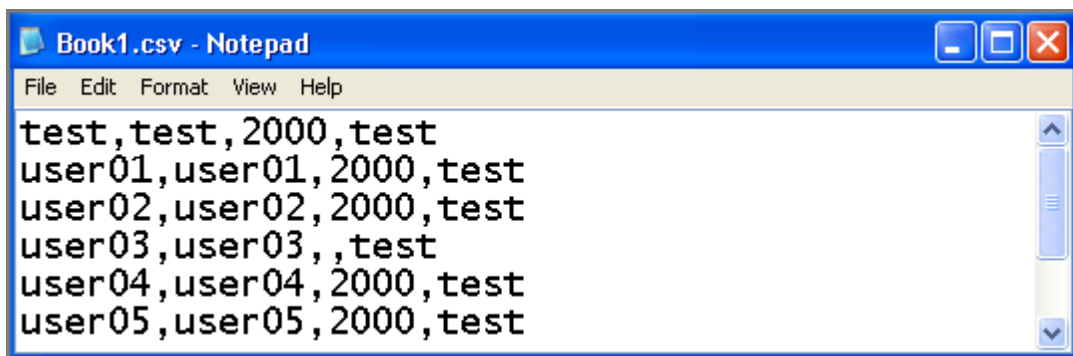 Book1.csv - Notepad
File Edit Format View Help
test,test,2000,test
user01,user01,2000,test
user02,user02,2000,test
user03,user03,,test
user04,user04,2000,test
user05,user05,2000,test